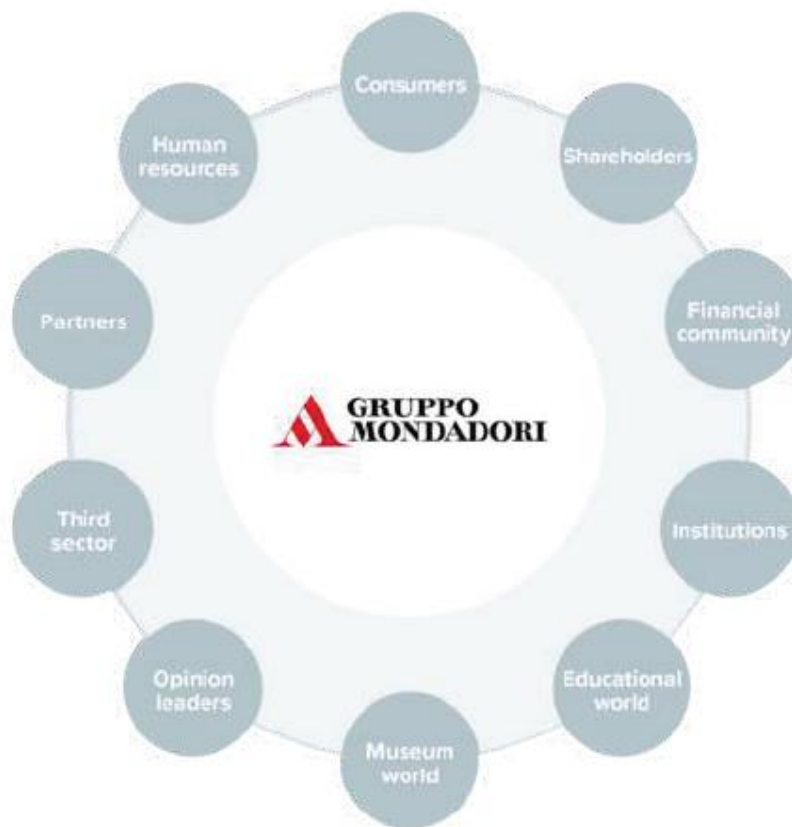 Consumers
Shareholders
Financial
community
Institutions
Educational
world
Museum
world
Opinion
leaders
Third
sector
Partners
Human
resources
GRUPPO
MONDADORI